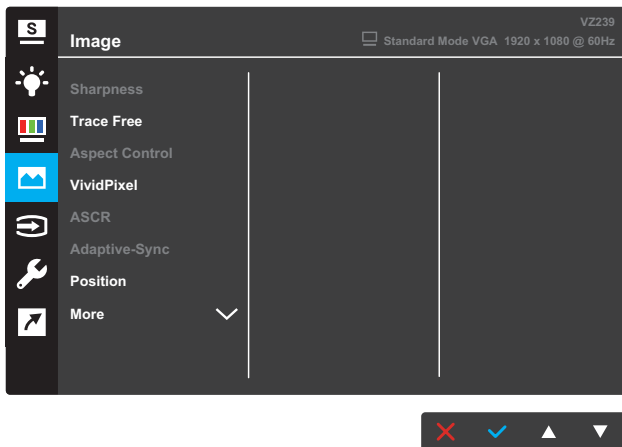 S
VZ239
Image
Standard Mode VGA 1920 x 1080 @ 60Hz
Sharpness
Trace Free
Aspect Control
VividPixel
ASCR
Adaptive-Sync
Position
More